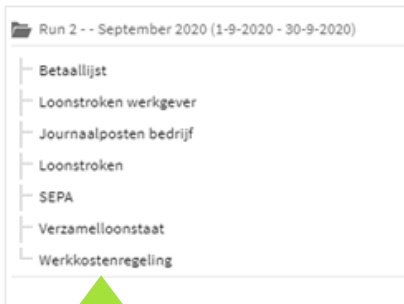 Run 2 - - September 2020 (1-9-2020 - 30-9-2020)
Betaallijst
Loonstroken werkgever
Journaalposten bedrijf
Loonstroken
SEPA
Verzamelloonstaat
Werkkostenregeling